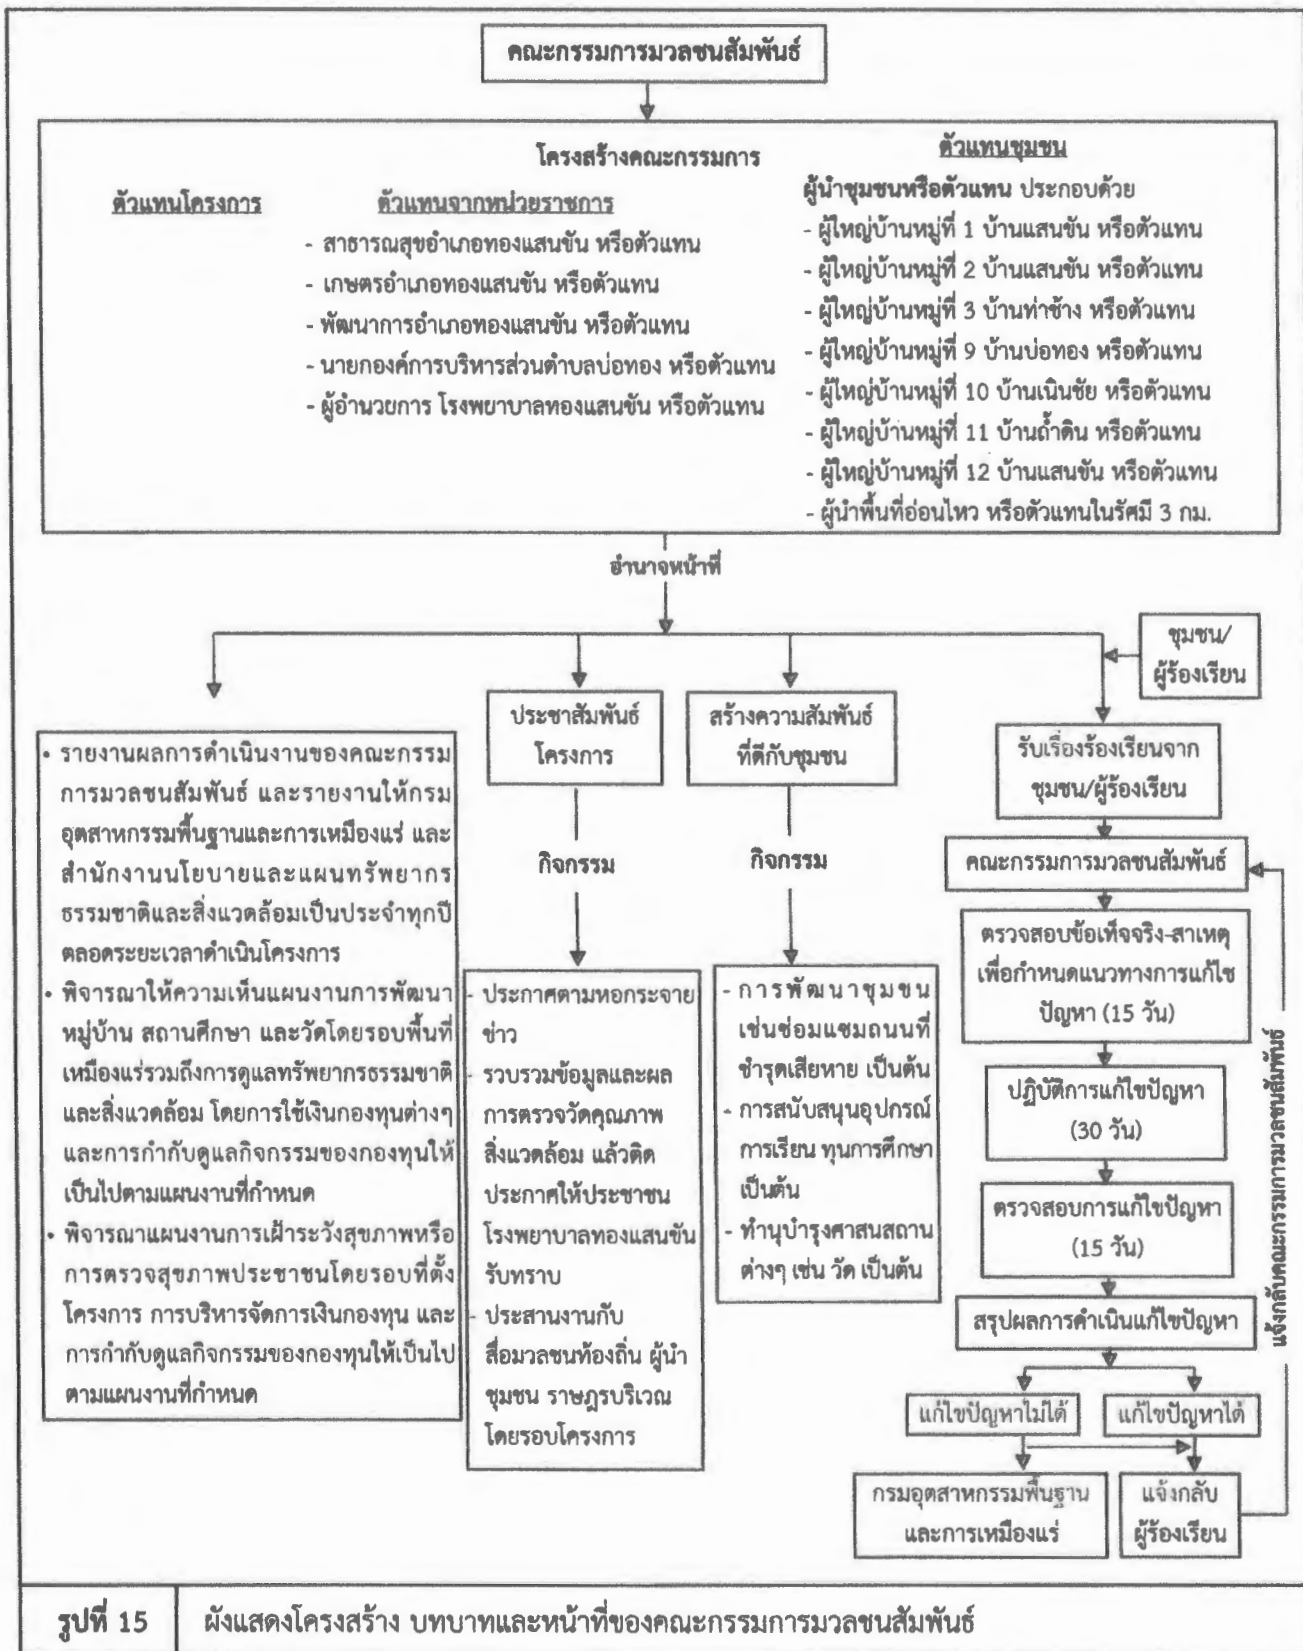 คณะกรรมการมวลชนสัมพันธ์
โครงสร้างคณะกรรมการ
ตัวแทนโครงการ
ตัวแทนจากหน่วยราชการ
- สาธารณสุขอำเภอทองแสนขัน หรือตัวแทน
- เกษตรอำเภอทองแสนขัน หรือตัวแทน
- พัฒนาการอำเภอทองแสนขัน หรือตัวแทน
- นายกองค์การบริหารส่วนตำบลบ่อทอง หรือตัวแทน
- ผู้อำนวยการ โรงพยาบาลทองแสนขัน หรือตัวแทน
ตัวแทนชุมชน
ผู้นำชุมชนหรือตัวแทน ประกอบด้วย
- ผู้ใหญ่บ้านหมู่ที่ 1 บ้านแสนขัน หรือตัวแทน
- ผู้ใหญ่บ้านหมู่ที่ 2 บ้านแสนขัน หรือตัวแทน
- ผู้ใหญ่บ้านหมู่ที่ 3 บ้านท่าช้าง หรือตัวแทน
- ผู้ใหญ่บ้านหมู่ที่ 9 บ้านบ่อทอง หรือตัวแทน
- ผู้ใหญ่บ้านหมู่ที่ 10 บ้านเนินชัย หรือตัวแทน
- ผู้ใหญ่บ้านหมู่ที่ 11 บ้านถ้ำดิน หรือตัวแทน
- ผู้ใหญ่บ้านหมู่ที่ 12 บ้านแสนขัน หรือตัวแทน
- ผู้นำพื้นที่อ่อนไหว หรือตัวแทนในรัศมี 3 กม.
อำนาจหน้าที่
• รายงานผลการดำเนินงานของคณะกรรม
การมวลชนสัมพันธ์ และรายงานให้กรม
อุตสาหกรรมพื้นฐานและการเหมืองแร่ และ
สำนักงานนโยบายและแผนทรัพยากร
ธรรมชาติและสิ่งแวดล้อมเป็นประจำทุกปี
ตลอดระยะเวลาดำเนินโครงการ
• พิจารณาให้ความเห็นแผนงานการพัฒนา
หมู่บ้าน สถานศึกษา และวัดโดยรอบพื้นที่
เหมืองแร่รวมถึงการดูแลทรัพยากรธรรมชาติ
และสิ่งแวดล้อม โดยการใช้เงินกองทุนต่างๆ
และการกำกับดูแลกิจกรรมของกองทุนให้
เป็นไปตามแผนงานที่กำหนด
• พิจารณาแผนงานการเฝ้าระวังสุขภาพหรือ
การตรวจสุขภาพประชาชนโดยรอบที่ตั้ง
โครงการ การบริหารจัดการเงินกองทุน และ
การกำกับดูแลกิจกรรมของกองทุนให้เป็นไป
ตามแผนงานที่กำหนด
ประชาสัมพันธ์
โครงการ
กิจกรรม
- ประกาศตามหอกระจาย
ข่าว
- รวบรวมข้อมูลและผล
การตรวจวัดคุณภาพ
สิ่งแวดล้อม แล้วติด
ประกาศให้ประชาชน
โรงพยาบาลทองแสนขัน
รับทราบ
- ประสานงานกับ
สื่อมวลชนท้องถิ่น ผู้นำ
ชุมชน ราษฎรบริเวณ
โดยรอบโครงการ
สร้างความสัมพันธ์
ที่ดีกับชุมชน
กิจกรรม
- การพัฒนาชุมชน
เช่นซ่อมแซมถนนที่
ชำรุดเสียหาย เป็นต้น
- การสนับสนุนอุปกรณ์
การเรียน ทุนการศึกษา
เป็นต้น
- ทำนุบำรุงศาสนสถาน
ต่างๆ เช่น วัด เป็นต้น
ชุมชน/
ผู้ร้องเรียน
รับเรื่องร้องเรียนจาก
ชุมชน/ผู้ร้องเรียน
คณะกรรมการมวลชนสัมพันธ์
ตรวจสอบข้อเท็จจริง-สาเหตุ
เพื่อกำหนดแนวทางการแก้ไข
ปัญหา (15 วัน)
ปฏิบัติการแก้ไขปัญหา
(30 วัน)
ตรวจสอบการแก้ไขปัญหา
(15 วัน)
สรุปผลการดำเนินแก้ไขปัญหา
แก้ไขปัญหาไม่ได้
แก้ไขปัญหาได้
กรมอุตสาหกรรมพื้นฐาน
และการเหมืองแร่
แจ้งกลับ
ผู้ร้องเรียน
แจ้งกลับคณะกรรมการมวลชนสัมพันธ์
รูปที่ 15
ผังแสดงโครงสร้าง บทบาทและหน้าที่ของคณะกรรมการมวลชนสัมพันธ์